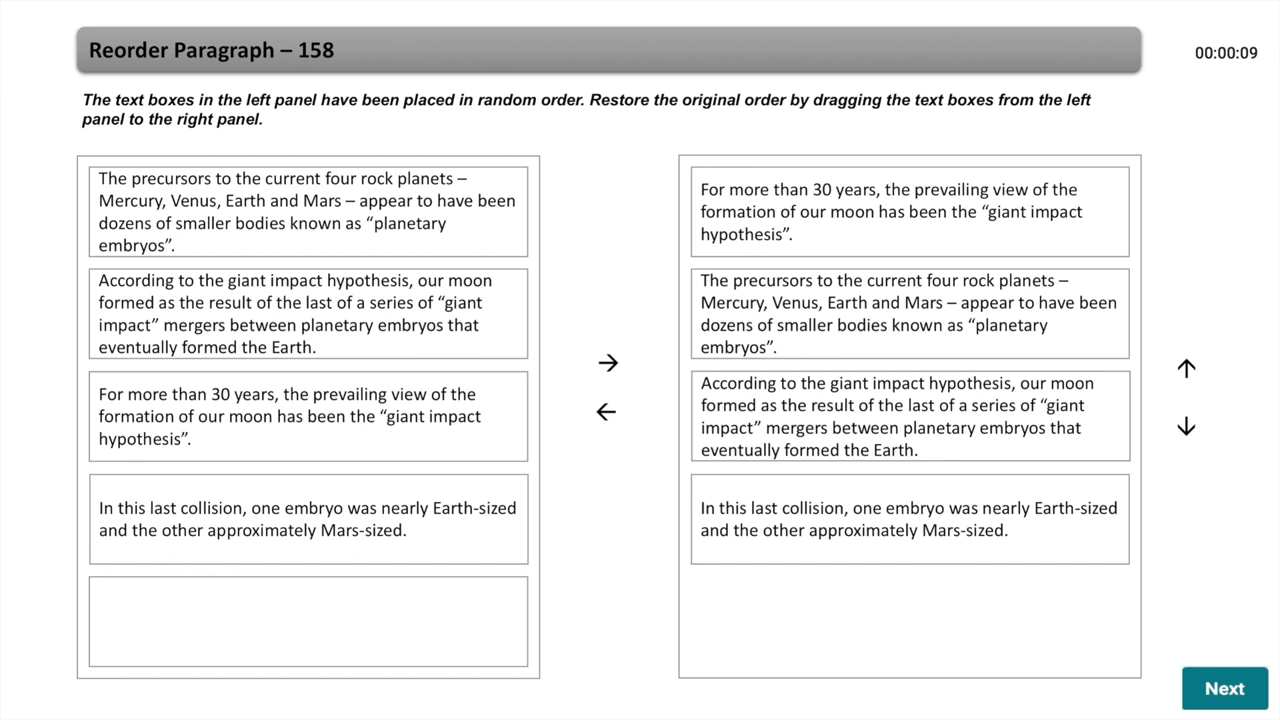 Reorder Paragraph – 158
00:00:09
The text boxes in the left panel have been placed in random order. Restore the original order by dragging the text boxes from the left
panel to the right panel.
The precursors to the current four rock planets –
Mercury, Venus, Earth and Mars – appear to have been
dozens of smaller bodies known as “planetary
embryos”.
According to the giant impact hypothesis, our moon
formed as the result of the last of a series of “giant
impact” mergers between planetary embryos that
eventually formed the Earth.
For more than 30 years, the prevailing view of the
formation of our moon has been the “giant impact
hypothesis”.
In this last collision, one embryo was nearly Earth-sized
and the other approximately Mars-sized.
For more than 30 years, the prevailing view of the
formation of our moon has been the “giant impact
hypothesis”.
The precursors to the current four rock planets –
Mercury, Venus, Earth and Mars – appear to have been
dozens of smaller bodies known as “planetary
embryos”.
According to the giant impact hypothesis, our moon
formed as the result of the last of a series of “giant
impact” mergers between planetary embryos that
eventually formed the Earth.
In this last collision, one embryo was nearly Earth-sized
and the other approximately Mars-sized.
Next